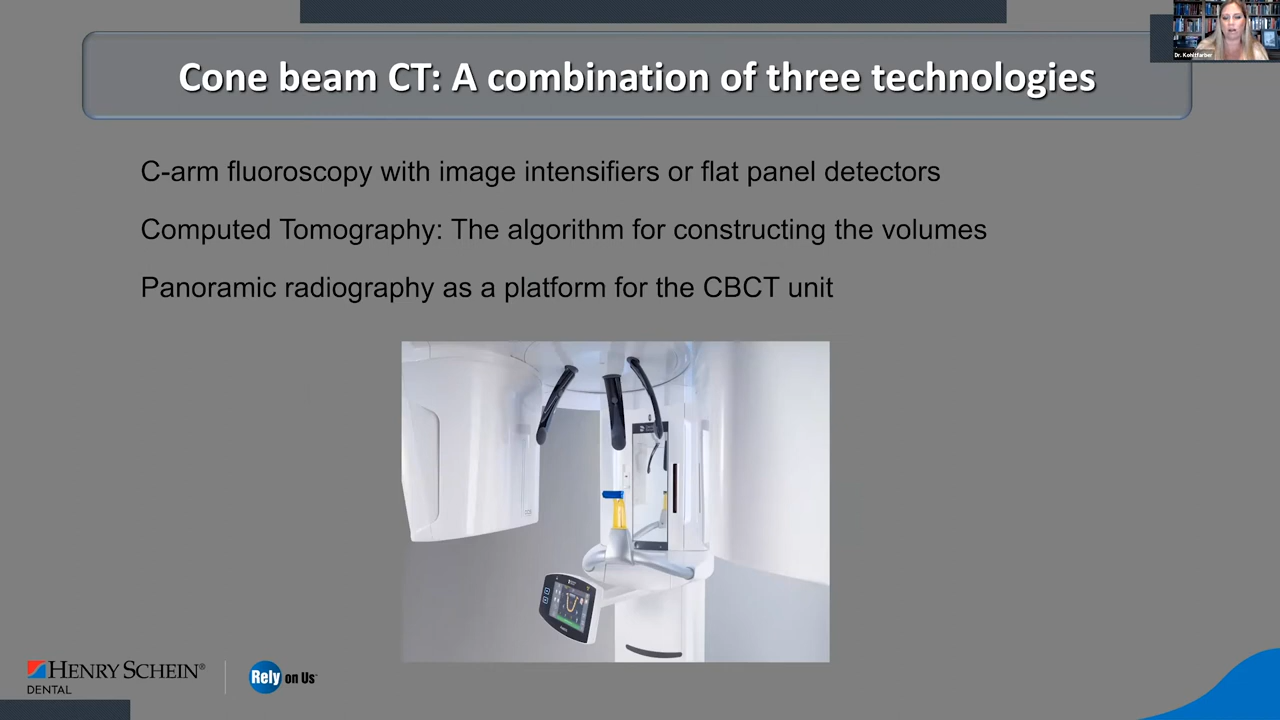 Cone beam CT: A combination of three technologies
Dr. Kohltfarber
C-arm fluoroscopy with image intensifiers or flat panel detectors
Computed Tomography: The algorithm for constructing the volumes
Panoramic radiography as a platform for the CBCT unit
HENRY SCHEIN®
DENTAL
Rely on Us